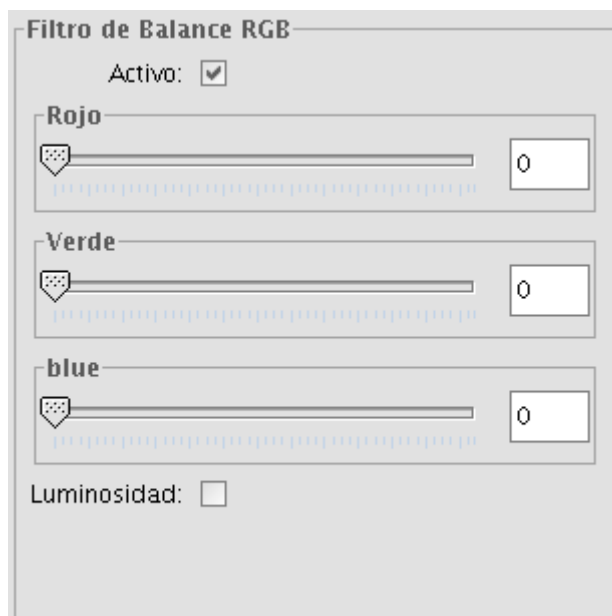 Filtro de Balance RGB
Activo:
Rojo
0
Verde
0
blue
0
Luminosidad: